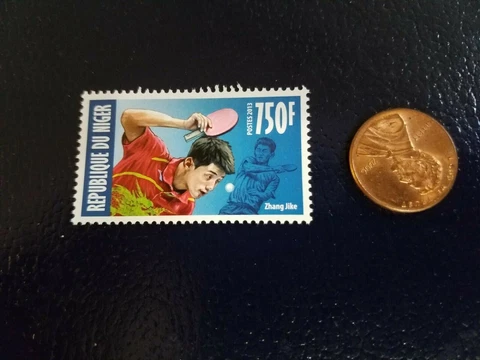 REPUBLIQUE DU NIGER
POSTES 2013
750F
Zhang Jike